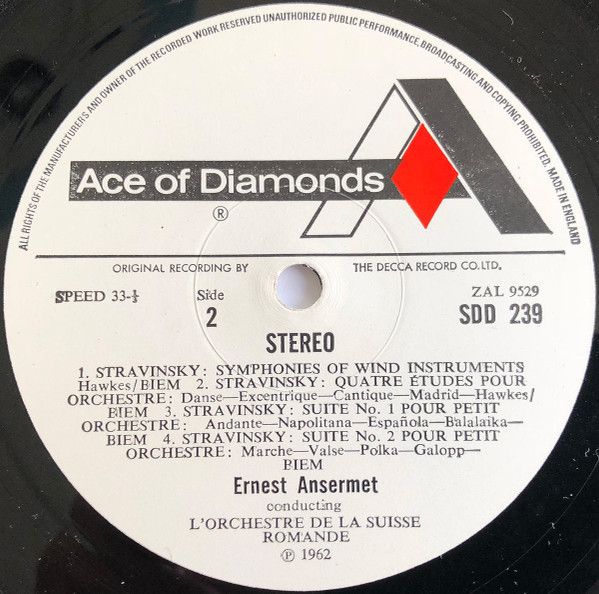 ALL RIGHTS OF THE MANUFACTURERS AND OWNER OF THE RECORDED WORK RESERVED UNAUTHORIZED PUBLIC PERFORMANCE, BROADCASTING AND COPYING PROHIBITED. MADE IN ENGLAND
Ace of Diamonds
®
ORIGINAL RECORDING BY THE DECCA RECORD CO. LTD.
SPEED 33-⅓ Side ZAL 9529
2 SDD 239
STEREO
1. STRAVINSKY: SYMPHONIES OF WIND INSTRUMENTS
Hawkes/BIEM 2. STRAVINSKY: QUATRE ÉTUDES POUR
ORCHESTRE: Danse—Excentrique—Cantique—Madrid—Hawkes/
BIEM 3. STRAVINSKY: SUITE No. 1 POUR PETIT
ORCHESTRE: Andante—Napolitana—Española—Balalaïka—
BIEM 4. STRAVINSKY: SUITE No. 2 POUR PETIT
ORCHESTRE: Marche—Valse—Polka—Galopp—
BIEM
Ernest Ansermet
conducting
L'ORCHESTRE DE LA SUISSE
ROMANDE
℗ 1962